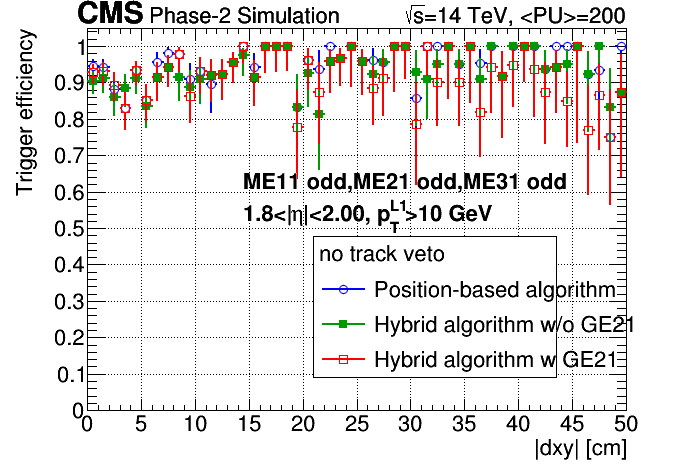 CMS Phase-2 Simulation √s=14 TeV, <PU>=200
Trigger efficiency
1
0.9
0.8
0.7
0.6
0.5
0.4
0.3
0.2
0.1
0
ME11 odd,ME21 odd,ME31 odd
1.8<|η|<2.00, p_T^L1>10 GeV
no track veto
Position-based algorithm
Hybrid algorithm w/o GE21
Hybrid algorithm w GE21
0 5 10 15 20 25 30 35 40 45 50
|dxy| [cm]